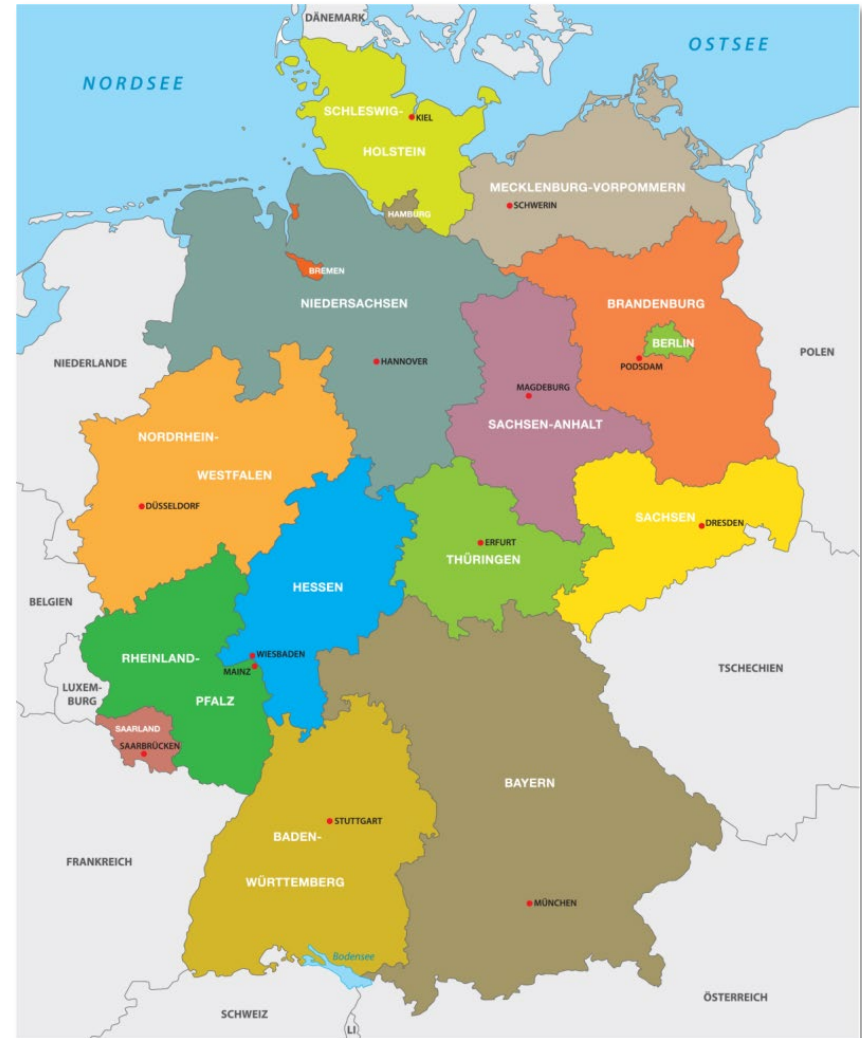 DÄNEMARK
OSTSEE
NORDSEE
SCHLESWIG-
KIEL
HOLSTEIN
MECKLENBURG-VORPOMMERN
SCHWERIN
HAMBURG
BREMEN
NIEDERSACHSEN
BRANDENBURG
BERLIN
POLEN
NIEDERLANDE
HANNOVER
PODSDAM
MAGDEBURG
SACHSEN-ANHALT
NORDRHEIN-
WESTFALEN
DÜSSELDORF
SACHSEN
DRESDEN
ERFURT
THÜRINGEN
HESSEN
BELGIEN
WIESBADEN
RHEINLAND-
MAINZ
TSCHECHIEN
LUXEM-
BURG
PFALZ
SAARLAND
SAARBRÜCKEN
BAYERN
STUTTGART
BADEN-
FRANKREICH
WÜRTTEMBERG
MÜNCHEN
Bodensee
ÖSTERREICH
SCHWEIZ
LI